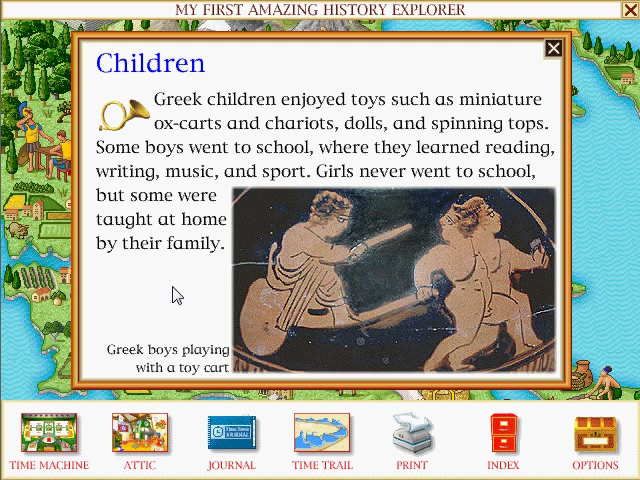 MY FIRST AMAZING HISTORY EXPLORER
Children
Greek children enjoyed toys such as miniature
ox-carts and chariots, dolls, and spinning tops.
Some boys went to school, where they learned reading,
writing, music, and sport. Girls never went to school,
but some were
taught at home
by their family.
Greek boys playing
with a toy cart
TIME MACHINE
ATTIC
JOURNAL
TIME TRAIL
PRINT
INDEX
OPTIONS